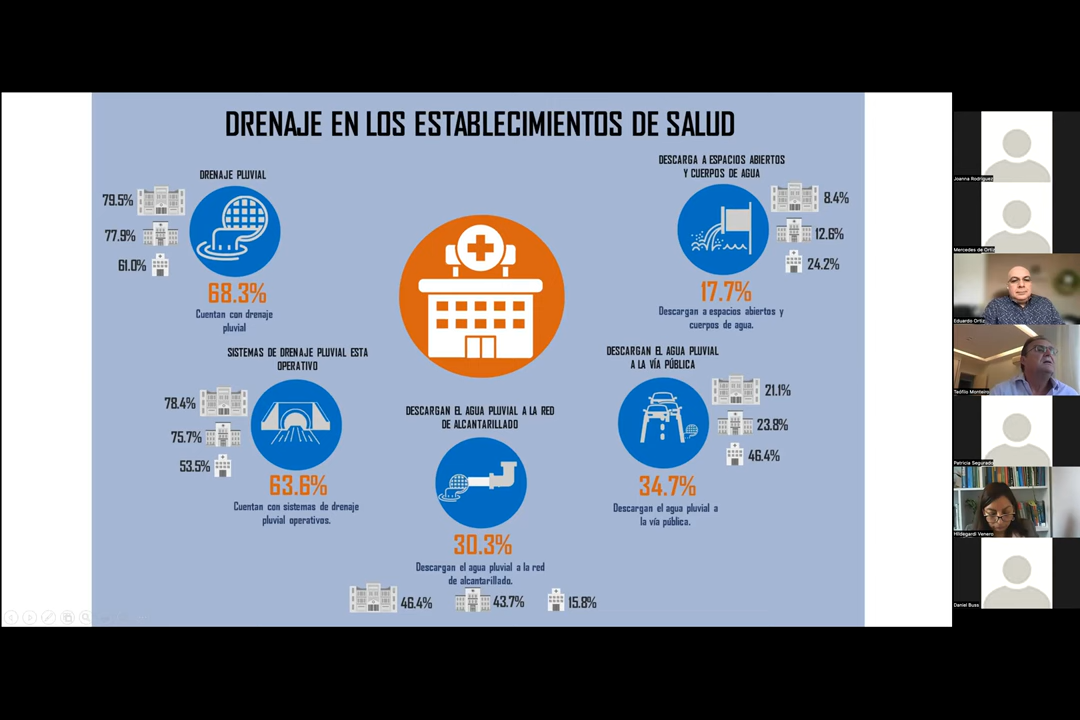 DRENAJE EN LOS ESTABLECIMIENTOS DE SALUD
DRENAJE PLUVIAL
79.5%
77.9%
61.0%
68.3%
Cuentan con drenaje
pluvial
SISTEMAS DE DRENAJE PLUVIAL ESTA
OPERATIVO
78.4%
75.7%
53.5%
63.6%
Cuentan con sistemas de drenaje
pluvial operativos.
DESCARGAN EL AGUA PLUVIAL A LA RED
DE ALCANTARILLADO
30.3%
Descargan el agua pluvial a la red
de alcantarillado.
46.4%
43.7%
15.8%
DESCARGA A ESPACIOS ABIERTOS
Y CUERPOS DE AGUA
8.4%
12.6%
24.2%
17.7%
Descargan a espacios abiertos y
cuerpos de agua.
DESCARGAN EL AGUA PLUVIAL
A LA VÍA PÚBLICA
21.1%
23.8%
46.4%
34.7%
Descargan el agua pluvial a
la vía pública.
Joanna Rodriguez
Mercedes de Ortiz
Eduardo Ortiz
Teófilo Monteiro
Patricia Segurado
Hildegardi Venero
Daniel Buss